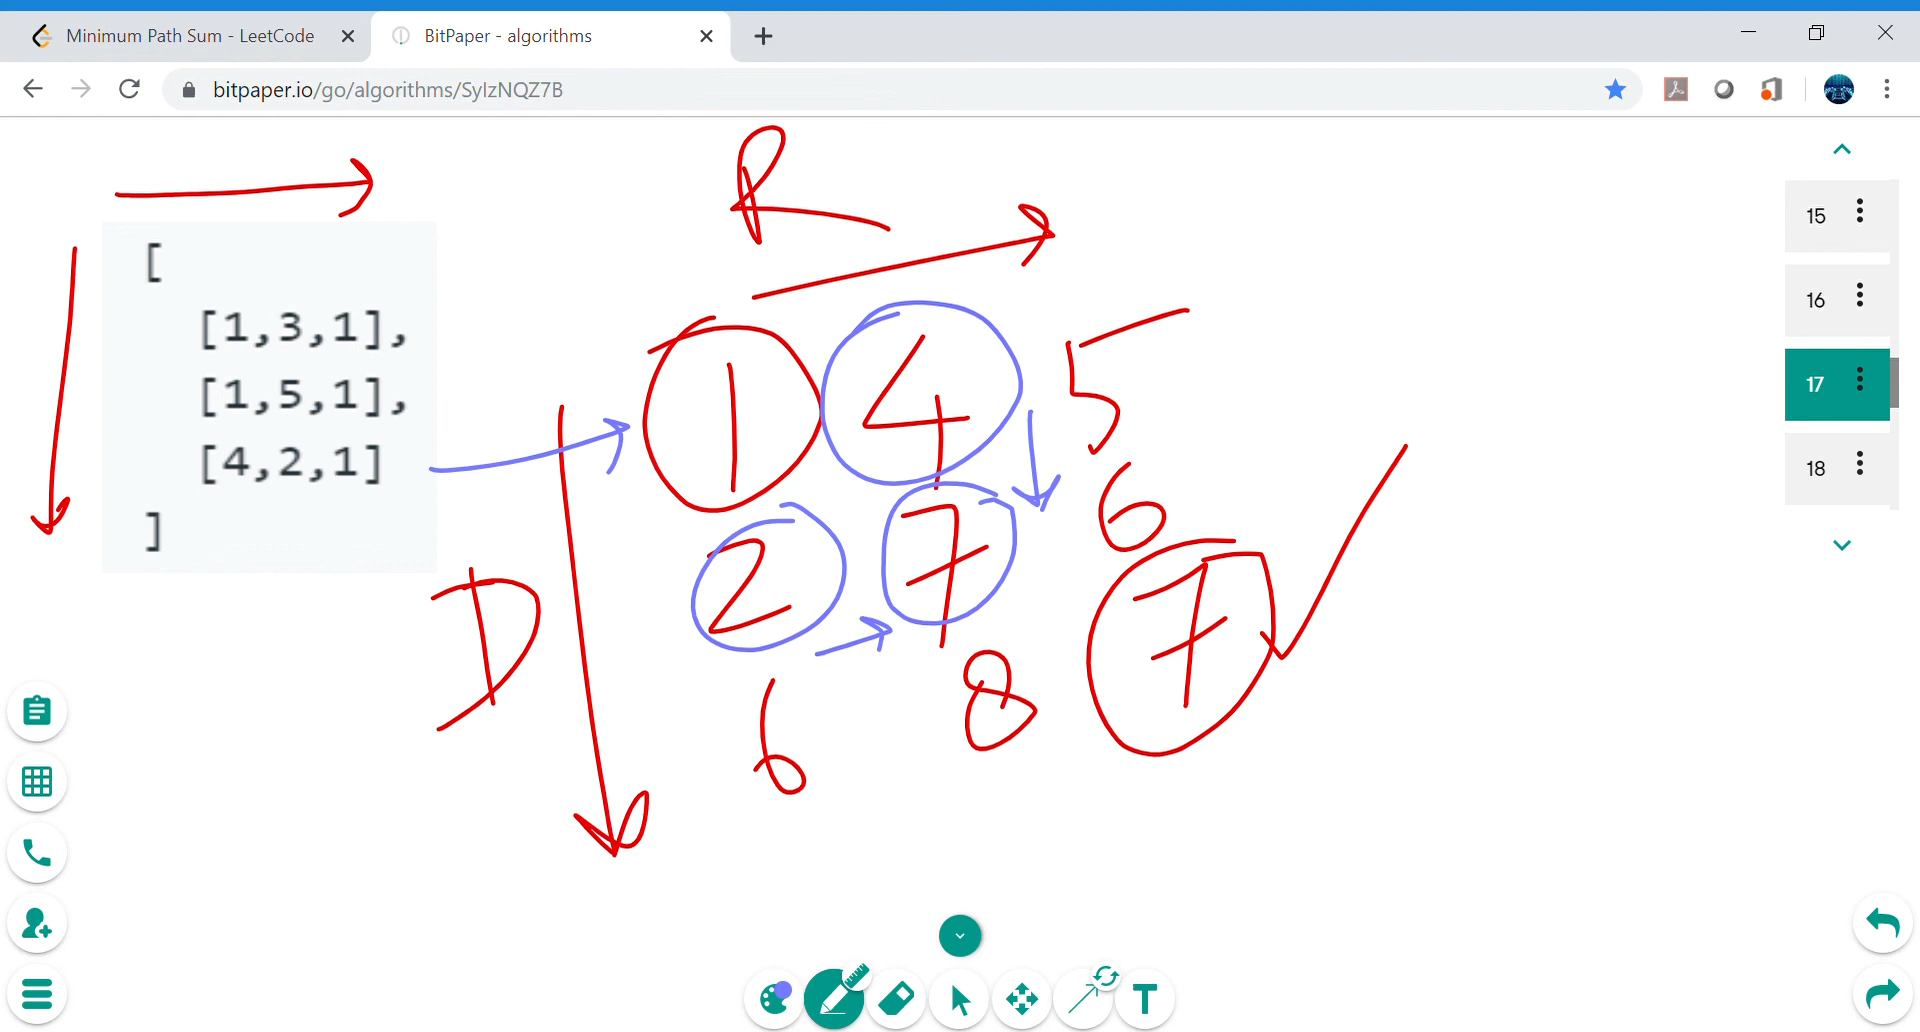 Minimum Path Sum - LeetCode
BitPaper - algorithms
bitpaper.io/go/algorithms/SyIzNQZ7B
R
[
[1,3,1],
[1,5,1],
[4,2,1]
]
1 4 5
2 7 6
6 8 7
D
15
16
17
18
T